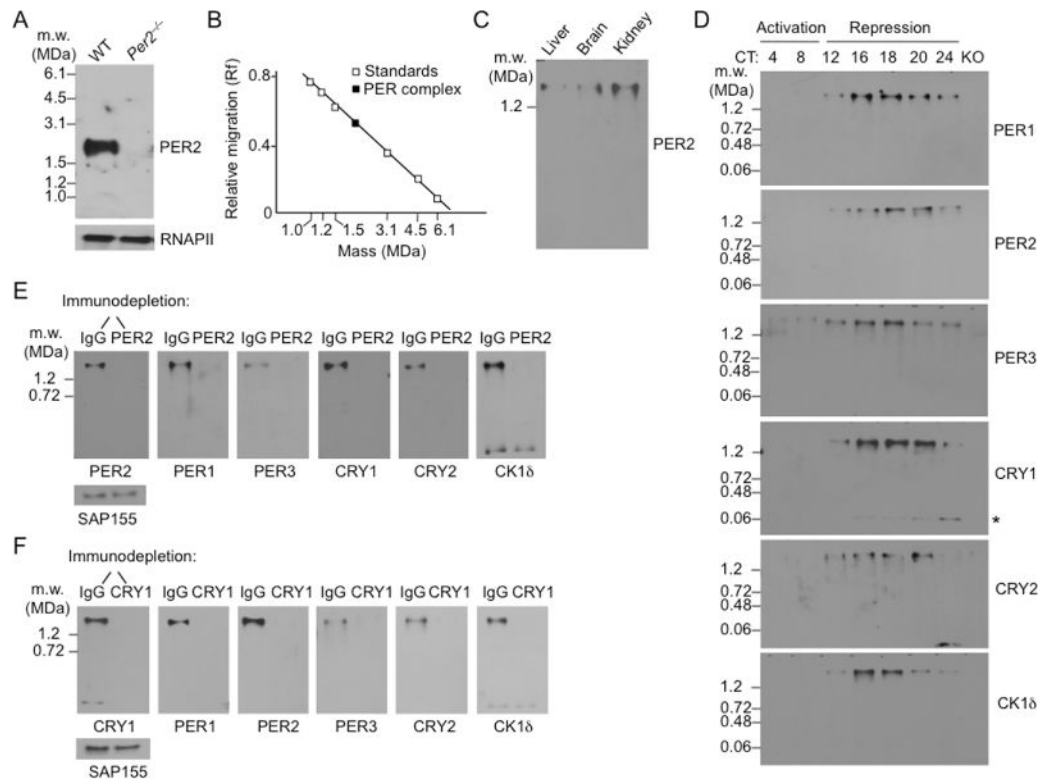 A
m.w.
(MDa)
WT
Per2-/-
6.1
4.5
3.1
1.5
1.2
1.0
PER2
RNAPII
B
Relative migration (Rf)
0.8
0.4
0
Standards
PER complex
1.0 1.2 1.5 3.1 4.5 6.1
Mass (MDa)
C
Liver
Brain
Kidney
m.w.
(MDa)
1.2
PER2
D
Activation Repression
CT: 4 8 12 16 18 20 24 KO
m.w.
(MDa)
1.2
0.72
0.48
0.06
PER1
1.2
0.72
0.48
0.06
PER2
1.2
0.72
0.48
0.06
PER3
1.2
0.72
0.48
0.06
CRY1
*
1.2
0.72
0.48
0.06
CRY2
1.2
0.72
0.48
0.06
CK1δ
E
Immunodepletion:
m.w.
(MDa)
IgG PER2 IgG PER2 IgG PER2 IgG PER2 IgG PER2 IgG PER2
1.2
0.72
PER2 PER1 PER3 CRY1 CRY2 CK1δ
SAP155
F
Immunodepletion:
m.w.
(MDa)
IgG CRY1 IgG CRY1 IgG CRY1 IgG CRY1 IgG CRY1 IgG CRY1
1.2
0.72
CRY1 PER1 PER2 PER3 CRY2 CK1δ
SAP155